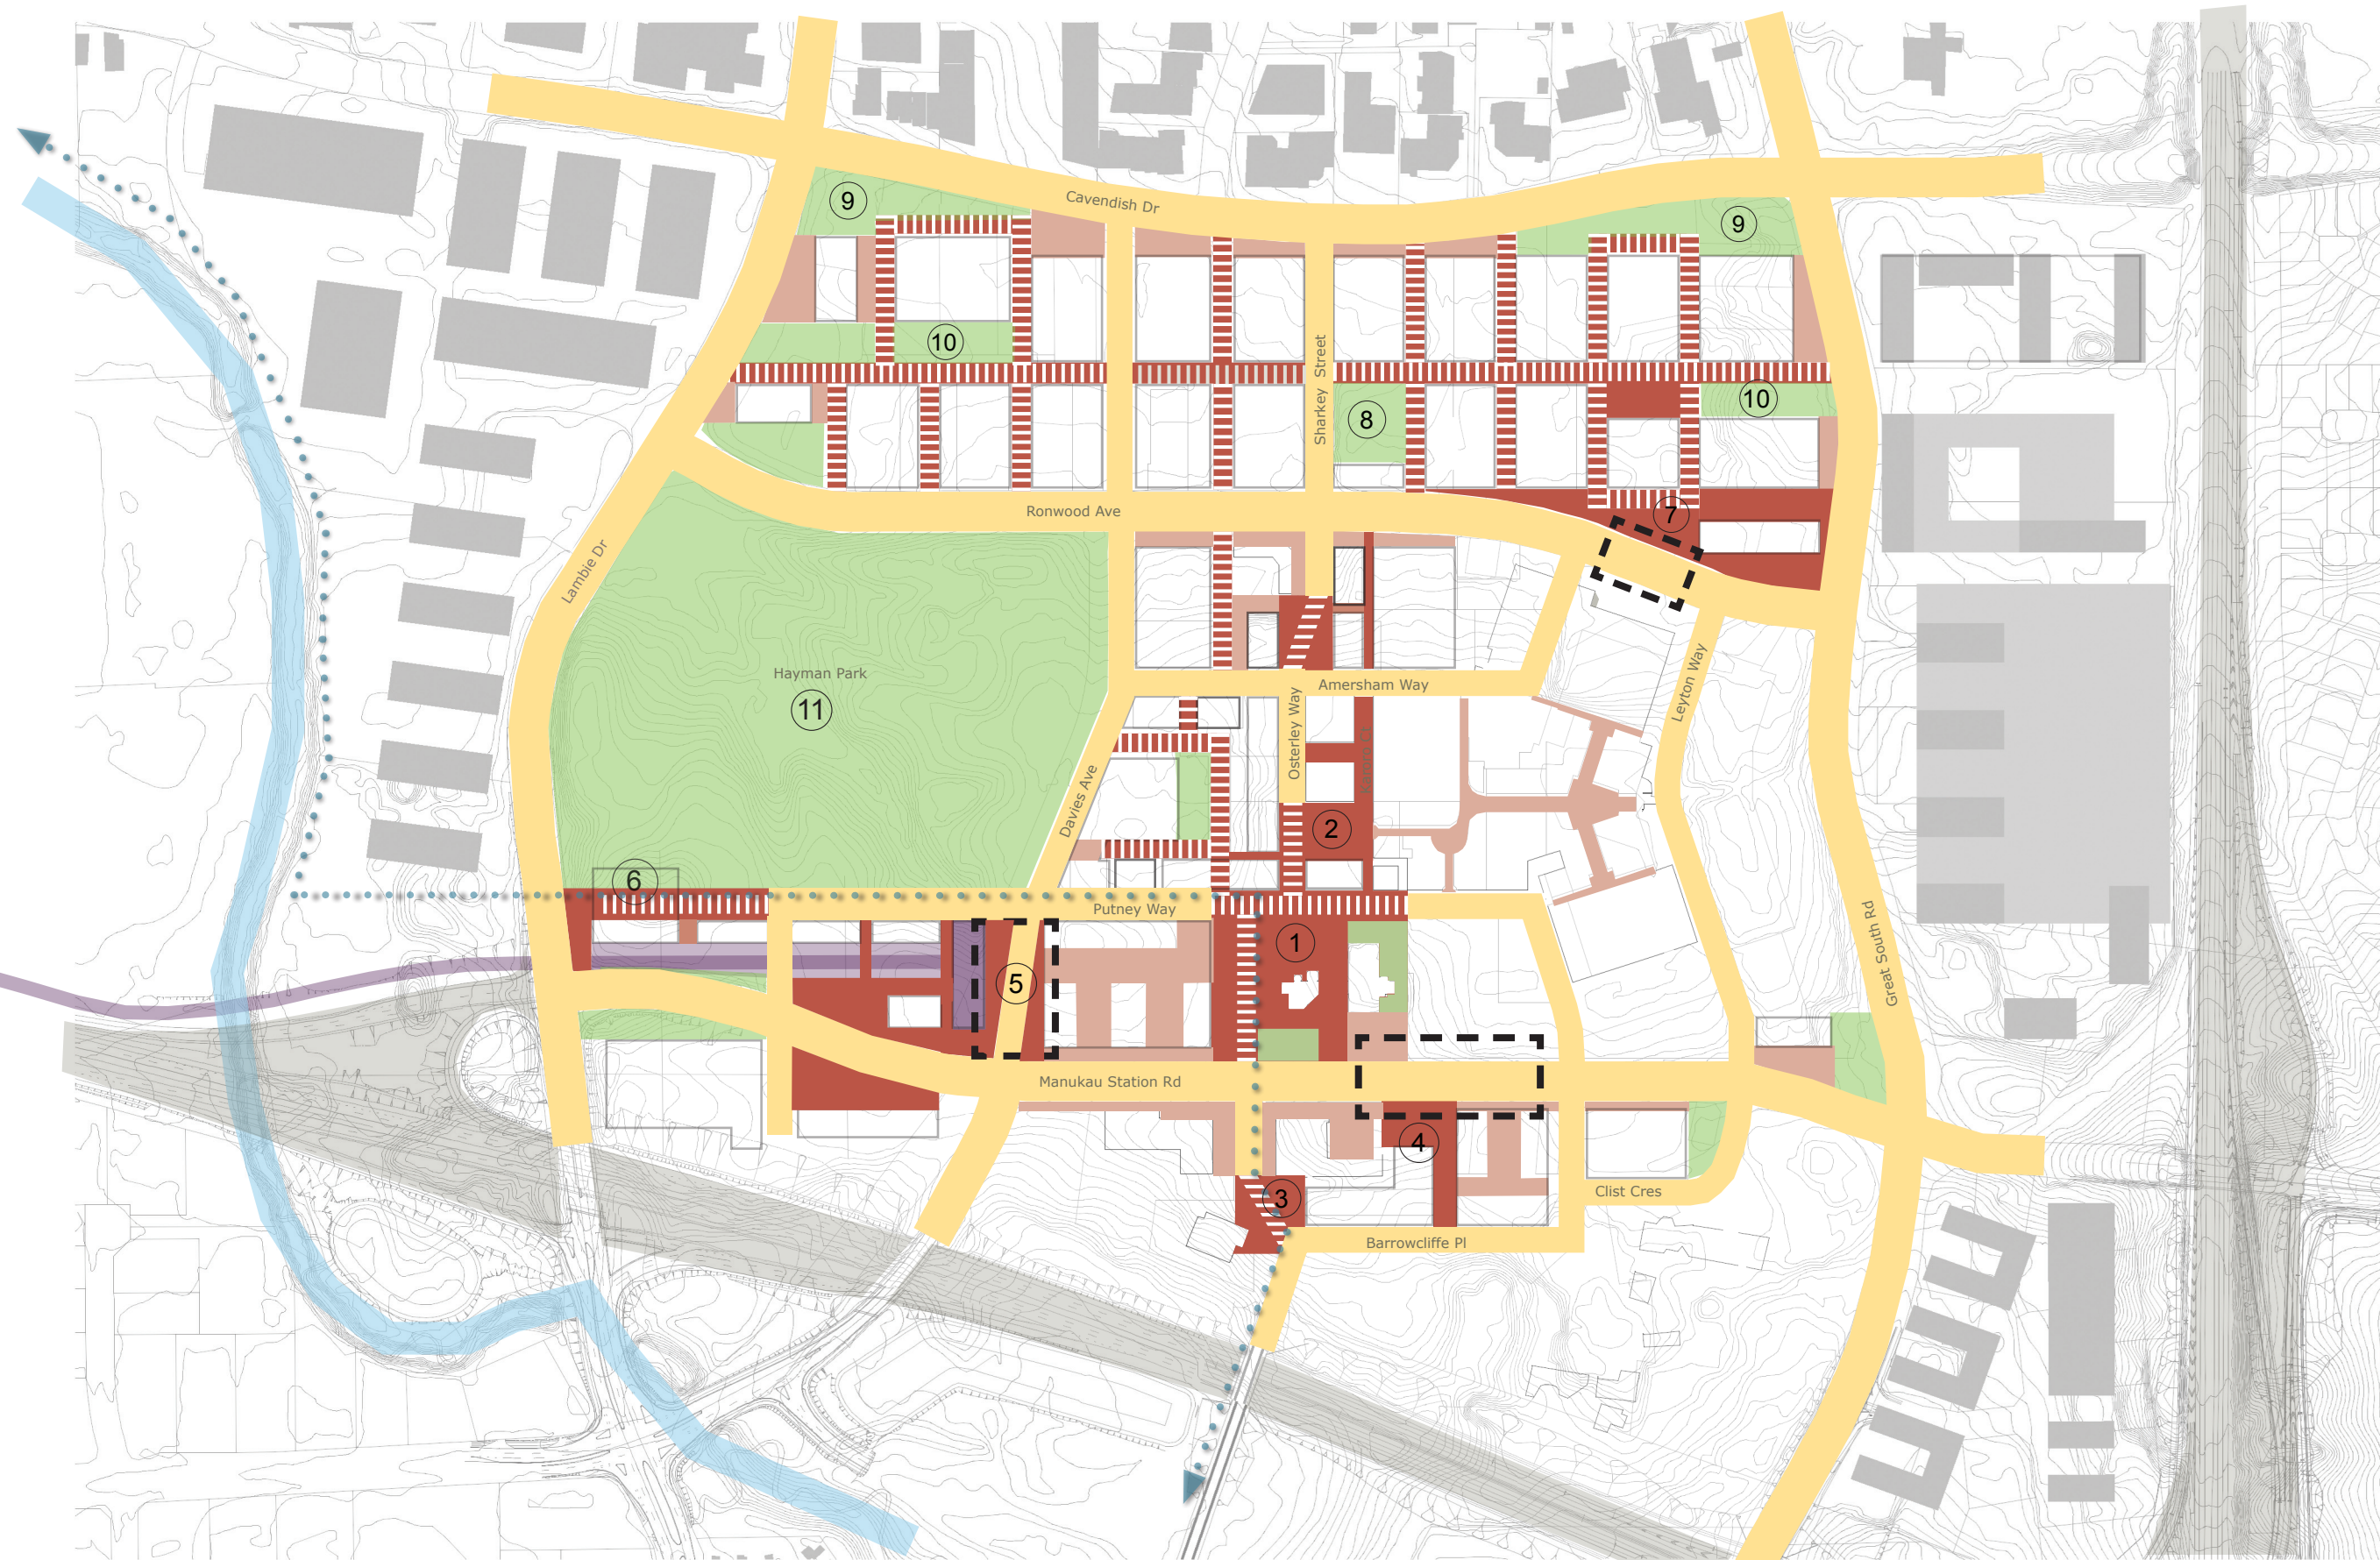 Cavendish Dr
9
9
10
10
Sharkey Street
8
Ronwood Ave
7
Lambie Dr
Hayman Park
11
Amersham Way
Leyton Way
Osterley Way
Davies Ave
2
6
Putney Way
1
Great South Rd
5
Manukau Station Rd
4
3
Clist Cres
Barrowcliffe Pl